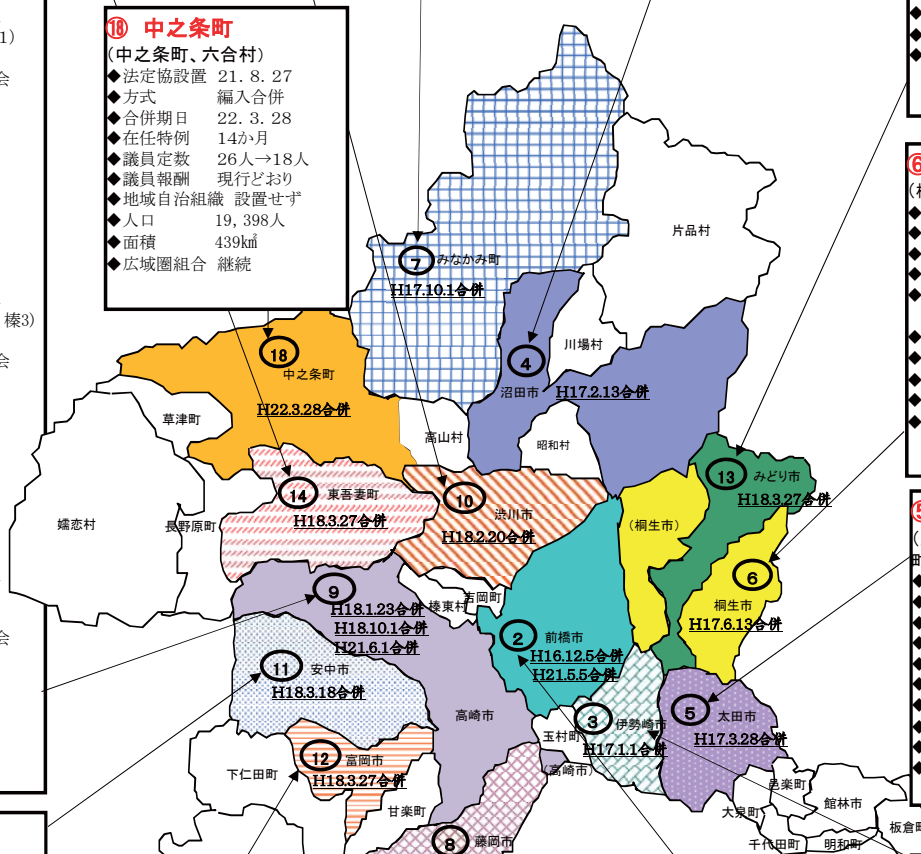 ⑱ 中之条町
(中之条町、六合村)
◆法定協設置 21.8.27
◆方式 編入合併
◆合併期日 22.3.28
◆在任特例 14か月
◆議員定数 26人→18人
◆議員報酬 現行どおり
◆地域自治組織 設置せず
◆人口 19,398人
◆面積 439k㎡
◆広域圏組合 継続
1)
会
榛3)
会
会
片品村
7 みなかみ町
H17.10.1合併
川場村
18
中之条町
H22.3.28合併
4
沼田市
H17.2.13合併
草津町
高山村
昭和村
13 みどり市
H18.3.27合併
14 東吾妻町
H18.3.27合併
10
渋川市
H18.2.20合併
(桐生市)
嬬恋村
長野原町
6
桐生市
H17.6.13合併
9
H18.1.23合併
H18.10.1合併
H21.6.1合併
榛東村
吉岡町
2 前橋市
H16.12.5合併
H21.5.5合併
11 安中市
H18.3.18合併
高崎市
玉村町
3 伊勢崎市
H17.1.1合併
5 太田市
H17.3.28合併
12 富岡市
H18.3.27合併
下仁田町
(高崎市)
甘楽町
8 藤岡市
邑楽町
大泉町
館林市
板倉町
千代田町
明和町
⑥
⑤
町